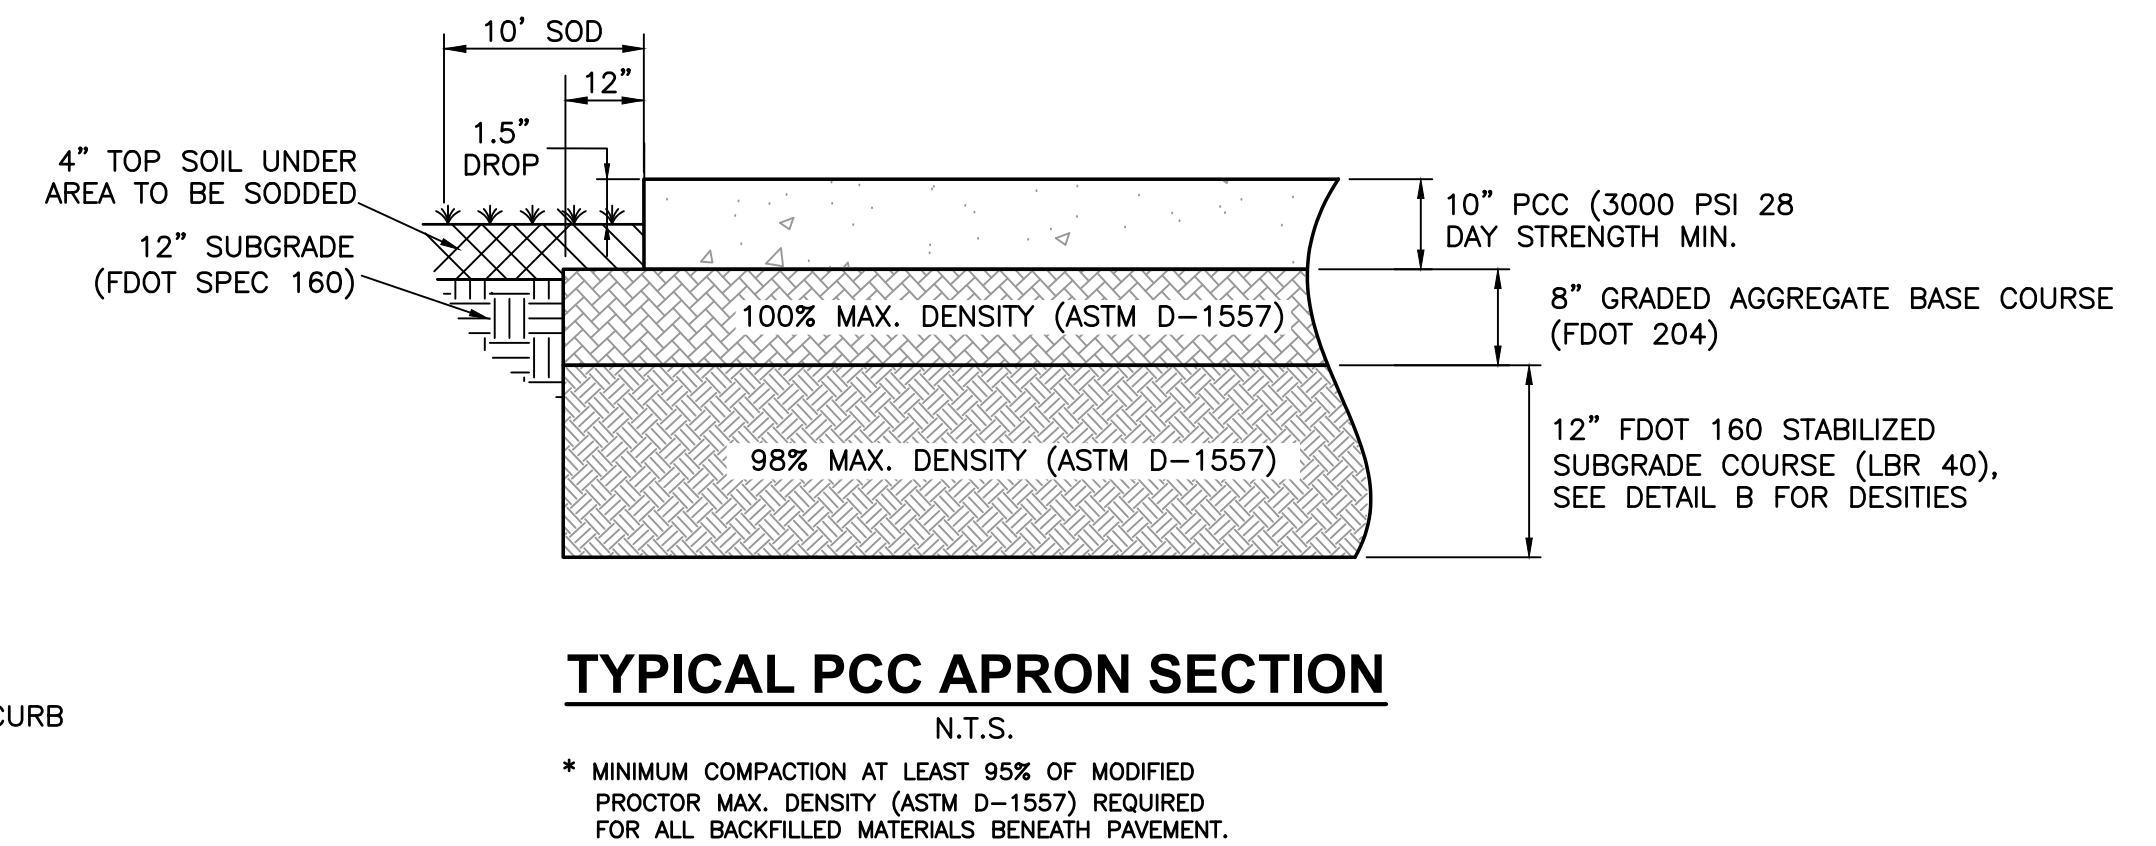 10' SOD
12"
1.5"
DROP
4" TOP SOIL UNDER
AREA TO BE SODDED
12" SUBGRADE
(FDOT SPEC 160)
10" PCC (3000 PSI 28
DAY STRENGTH MIN.
100% MAX. DENSITY (ASTM D-1557)
8" GRADED AGGREGATE BASE COURSE
(FDOT 204)
98% MAX. DENSITY (ASTM D-1557)
12" FDOT 160 STABILIZED
SUBGRADE COURSE (LBR 40),
SEE DETAIL B FOR DESITIES
TYPICAL PCC APRON SECTION
N.T.S.
CURB
* MINIMUM COMPACTION AT LEAST 95% OF MODIFIED
PROCTOR MAX. DENSITY (ASTM D-1557) REQUIRED
FOR ALL BACKFILLED MATERIALS BENEATH PAVEMENT.